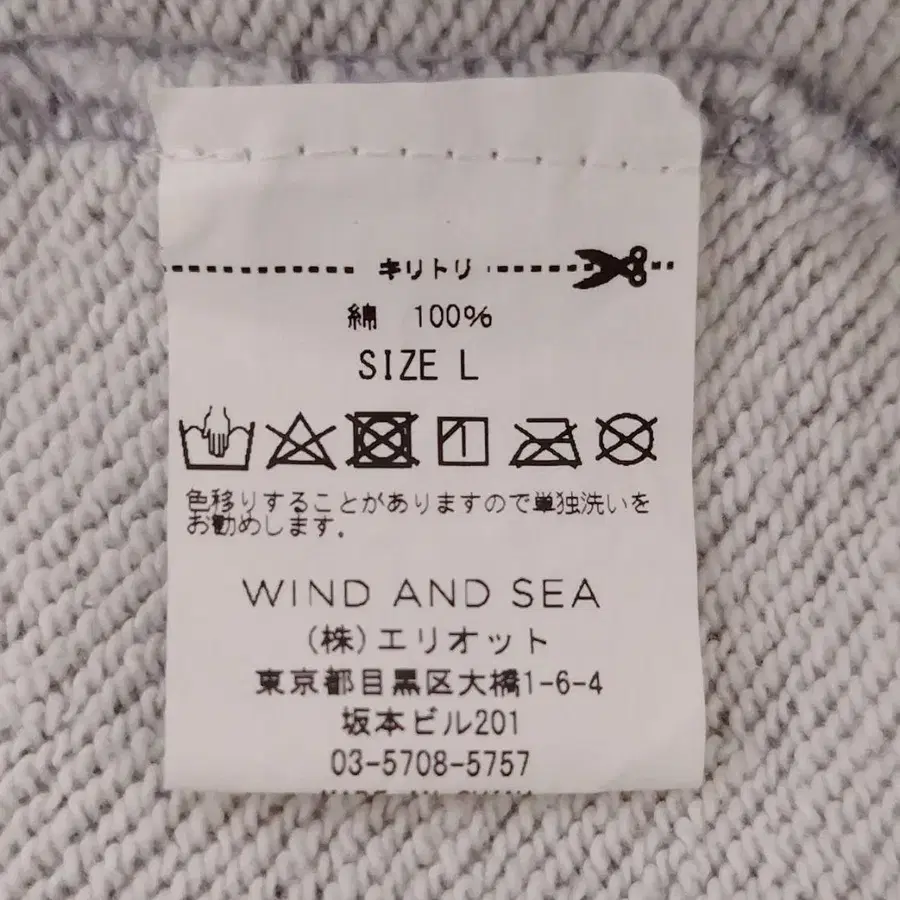 キリトリ
綿 100%
SIZE L
色移りすることがありますので単独洗いを
お勧めします。
WIND AND SEA
(株)エリオット
東京都目黒区大橋1-6-4
坂本ビル201
03-5708-5757